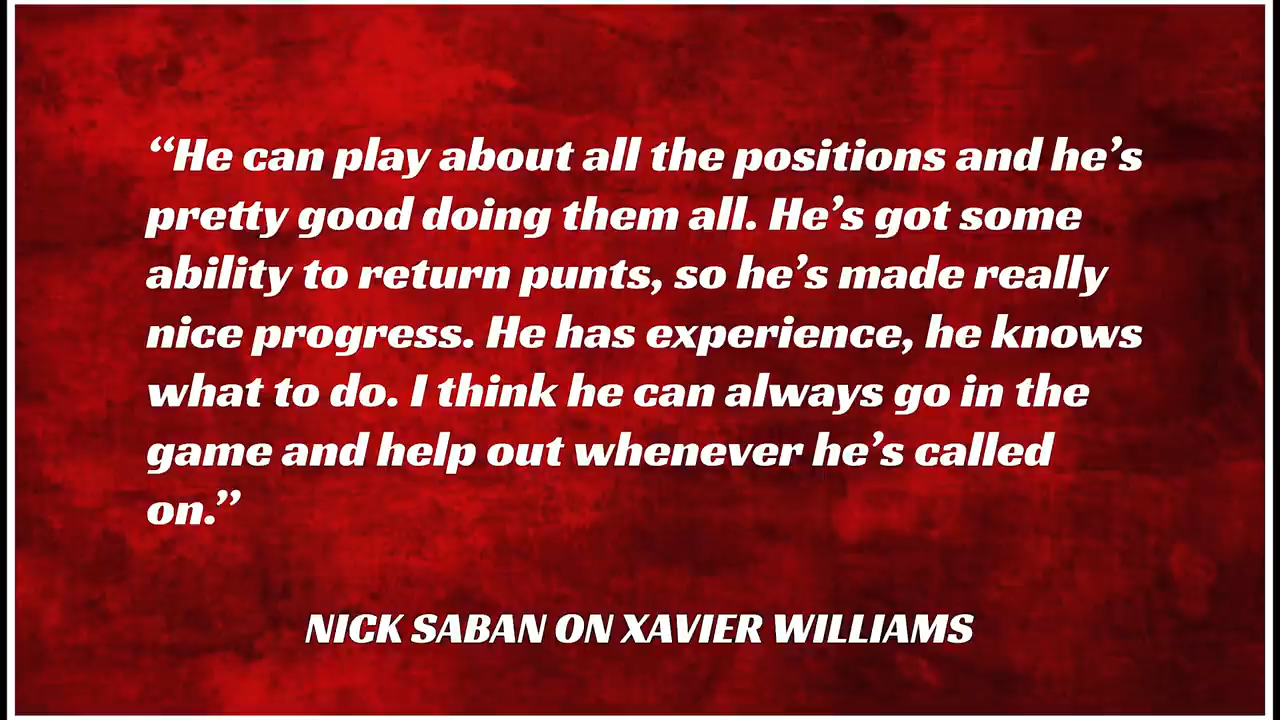 “He can play about all the positions and he’s
pretty good doing them all. He’s got some
ability to return punts, so he’s made really
nice progress. He has experience, he knows
what to do. I think he can always go in the
game and help out whenever he’s called
on.”
NICK SABAN ON XAVIER WILLIAMS